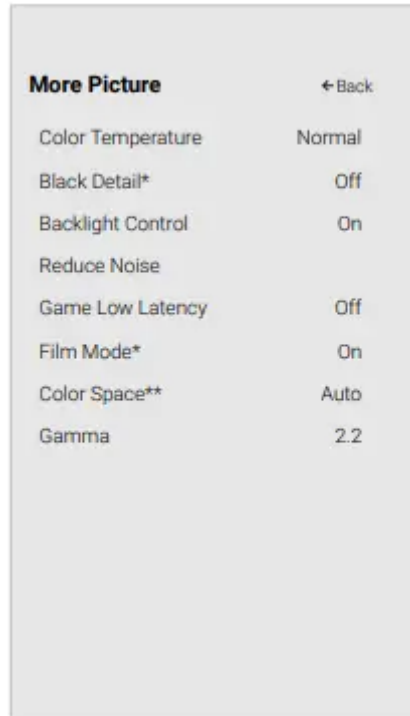 More Picture ←Back
Color Temperature Normal
Black Detail* Off
Backlight Control On
Reduce Noise
Game Low Latency Off
Film Mode* On
Color Space** Auto
Gamma 2.2